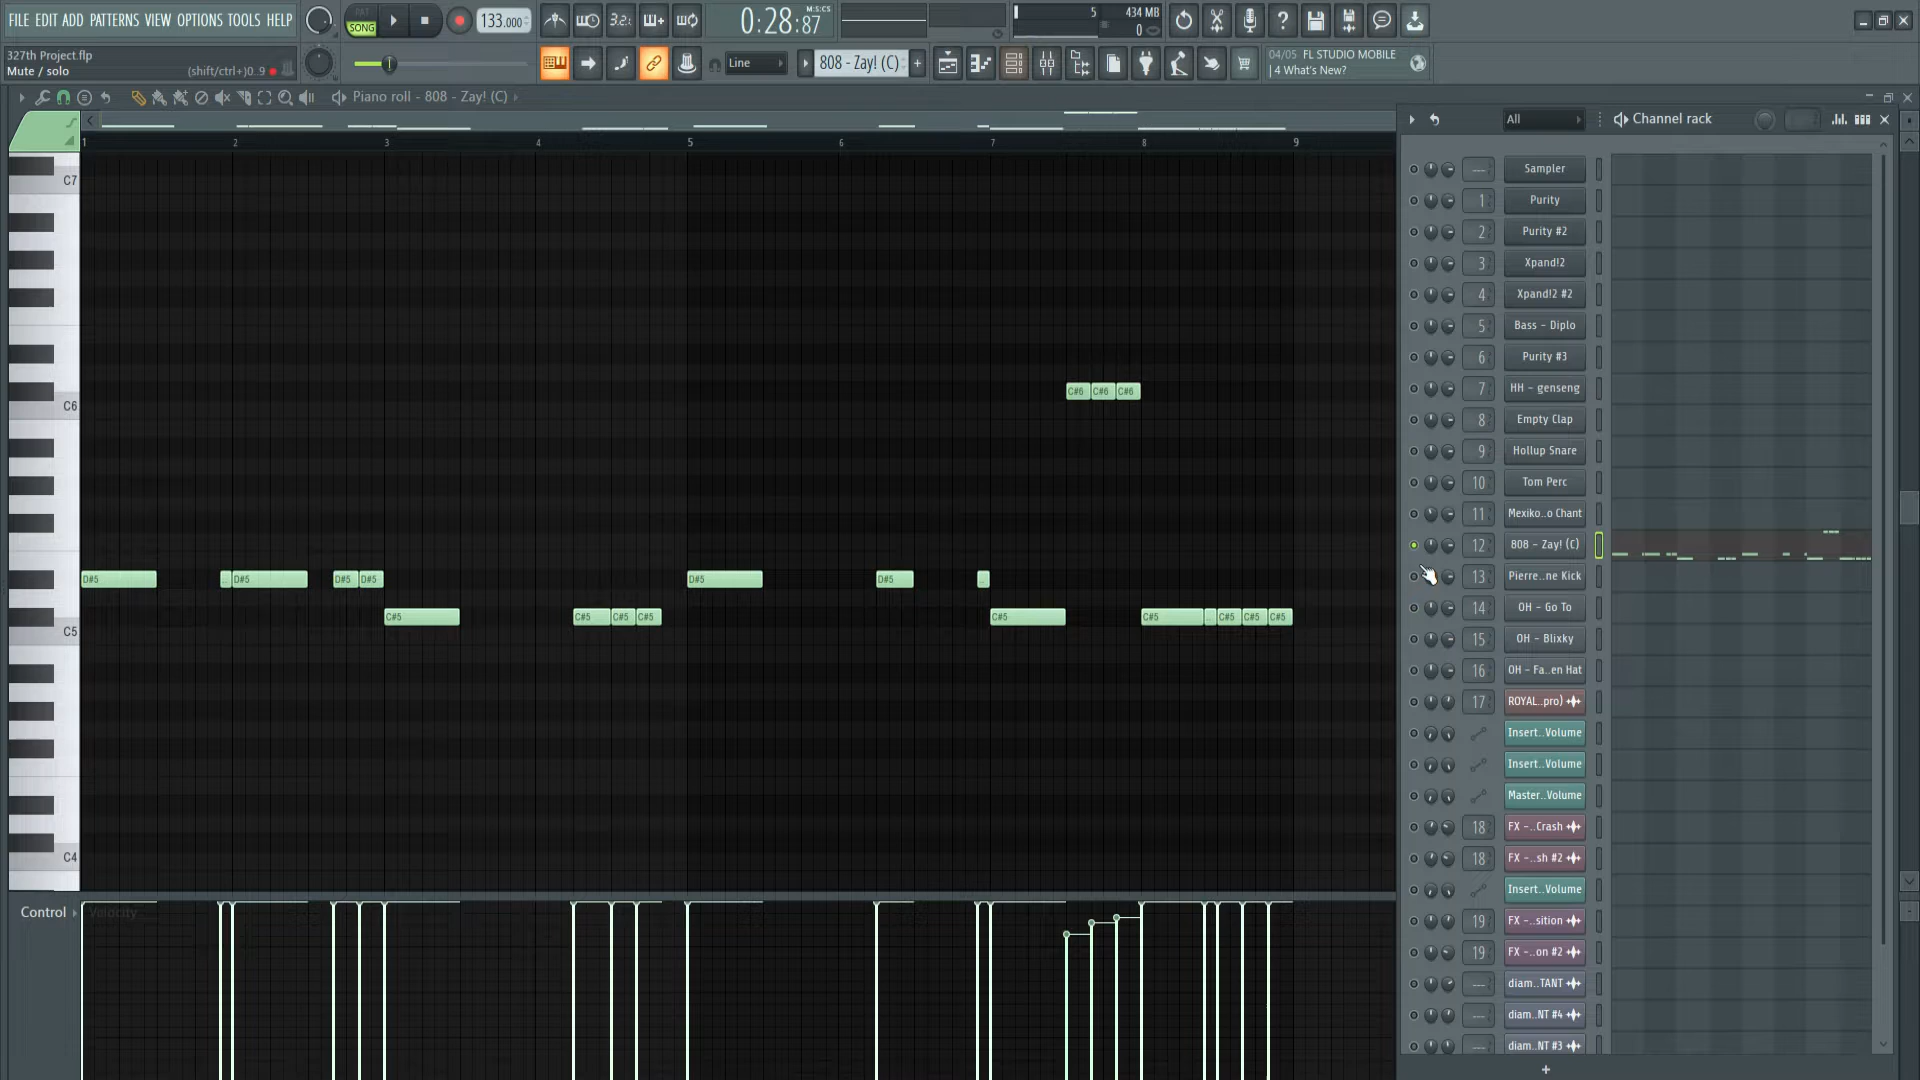 FILE EDIT ADD PATTERNS VIEW OPTIONS TOOLS HELP
327th Project.flp
Mute / solo (shift/ctrl+)0..9
PAT
SONG
133.000
3.2.
0:28:87
M:S:CS
5
434 MB
0
Line
808 - Zay! (C)
04/05 FL STUDIO MOBILE
| 4 What's New?
Piano roll - 808 - Zay! (C)
1 2 3 4 5 6 7 8 9
C7
C6
C5
C4
C#6 C#6 C#6
D#5 D#5 D#5 D#5 D#5 D#5
C#5 C#5 C#5 C#5 C#5 C#5 C#5 C#5 C#5
Control Velocity
All
Channel rack
--- Sampler
1 Purity
2 Purity #2
3 Xpand!2
4 Xpand!2 #2
5 Bass - Diplo
6 Purity #3
7 HH - genseng
8 Empty Clap
9 Hollup Snare
10 Tom Perc
11 Mexiko..o Chant
12 808 - Zay! (C)
13 Pierre..ne Kick
14 OH - Go To
15 OH - Blixky
16 OH - Fa..en Hat
17 ROYAL..pro)
Insert..Volume
Insert..Volume
Master..Volume
18 FX -..Crash
18 FX -..sh #2
Insert..Volume
19 FX -..sition
19 FX -..on #2
--- diam..TANT
--- diam..NT #4
--- diam..NT #3
+